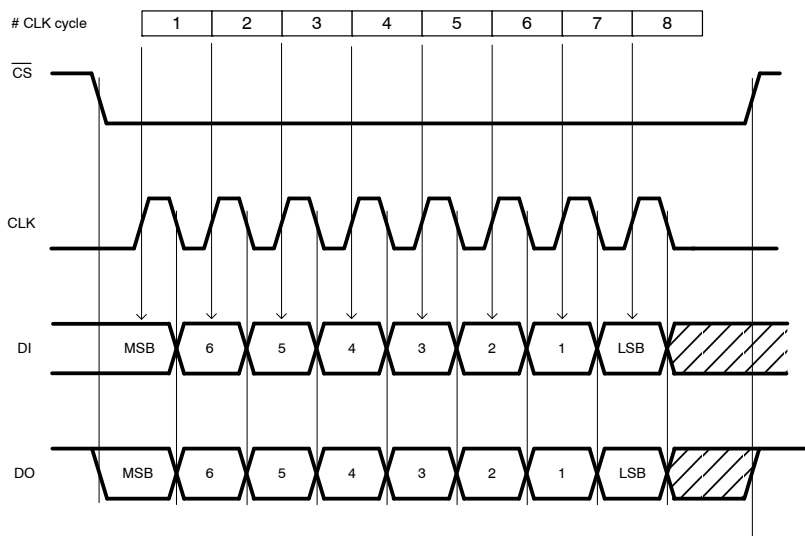 # CLK cycle 1 2 3 4 5 6 7 8
CS
CLK
DI MSB 6 5 4 3 2 1 LSB
DO MSB 6 5 4 3 2 1 LSB